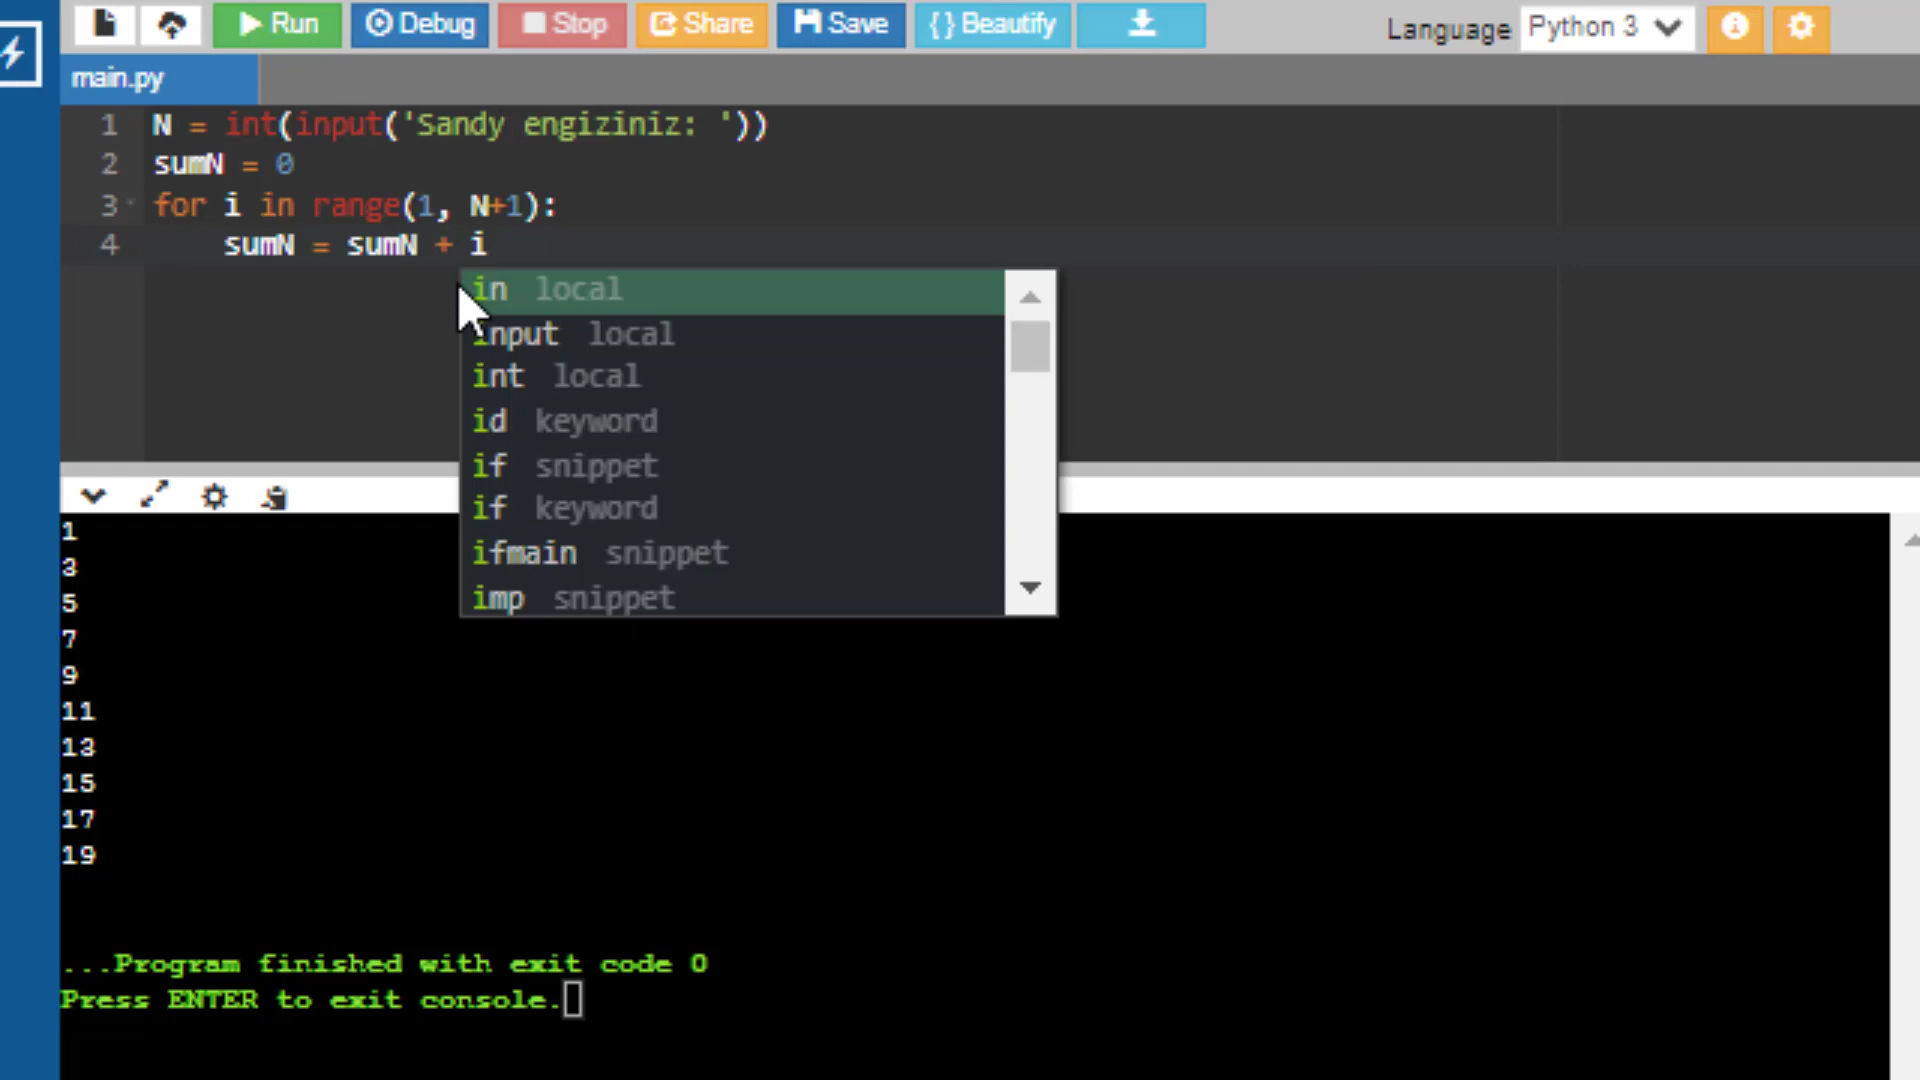 Run Debug Stop Share Save { } Beautify
Language Python 3
main.py
1 N = int(input('Sandy engiziniz: '))
2 sumN = 0
3 for i in range(1, N+1):
4 sumN = sumN + i
in local
input local
int local
id keyword
if snippet
if keyword
ifmain snippet
imp snippet
1
3
5
7
9
11
13
15
17
19
...Program finished with exit code 0
Press ENTER to exit console.